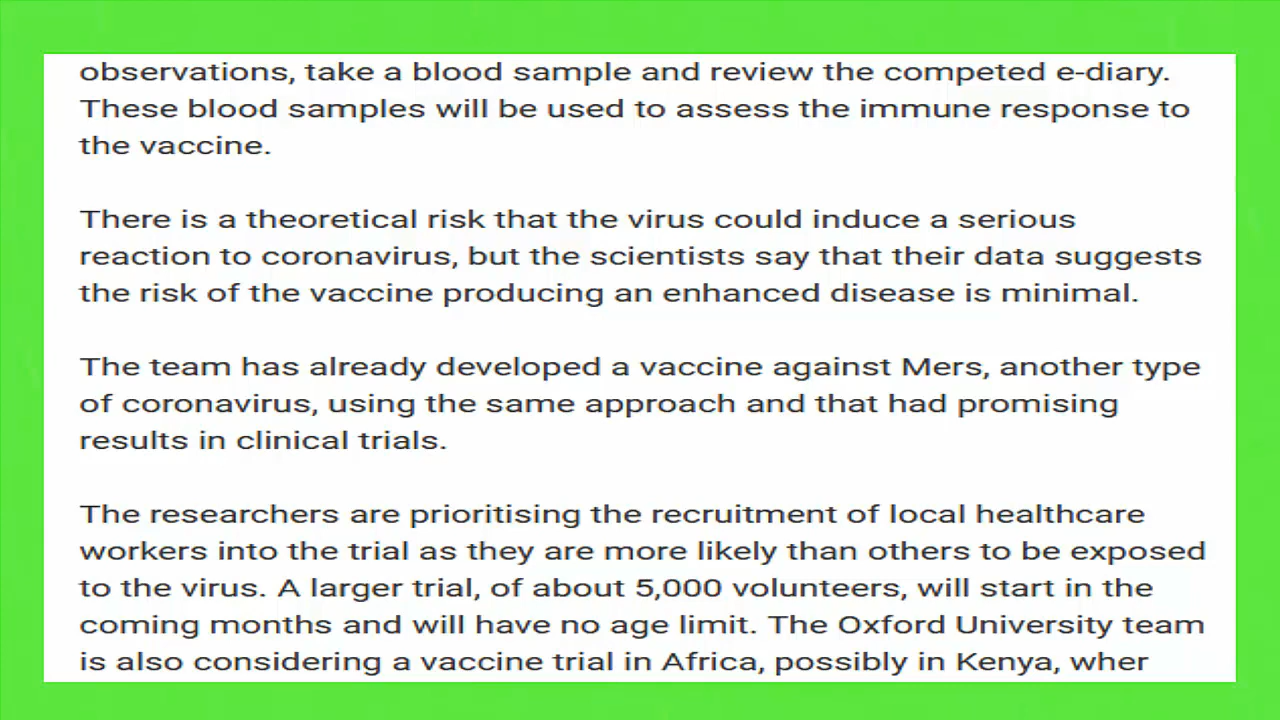 observations, take a blood sample and review the competed e-diary.
These blood samples will be used to assess the immune response to
the vaccine.
There is a theoretical risk that the virus could induce a serious
reaction to coronavirus, but the scientists say that their data suggests
the risk of the vaccine producing an enhanced disease is minimal.
The team has already developed a vaccine against Mers, another type
of coronavirus, using the same approach and that had promising
results in clinical trials.
The researchers are prioritising the recruitment of local healthcare
workers into the trial as they are more likely than others to be exposed
to the virus. A larger trial, of about 5,000 volunteers, will start in the
coming months and will have no age limit. The Oxford University team
is also considering a vaccine trial in Africa, possibly in Kenya, wher